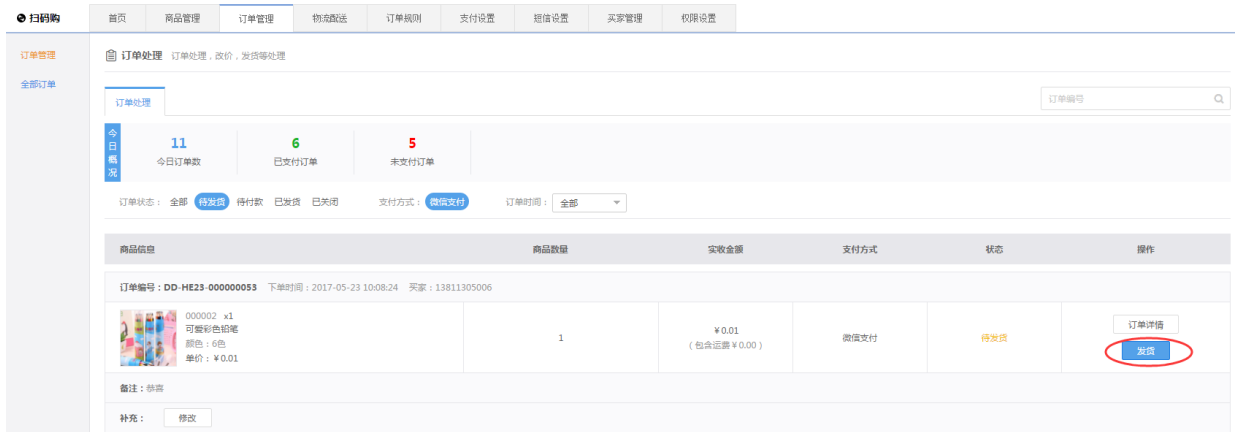 扫码购 首页 商品管理 订单管理 物流配送 订单规则 支付设置 短信设置 买家管理 权限设置
订单管理
全部订单
订单处理 订单处理，改价，发货等处理
订单处理 订单编号
今日概况
11 6 5
今日订单数 已支付订单 未支付订单
订单状态： 全部 待发货 待付款 已发货 已关闭 支付方式： 微信支付 订单时间： 全部
商品信息 商品数量 实收金额 支付方式 状态 操作
订单编号：DD-HE23-000000053 下单时间：2017-05-23 10:08:24 买家：13811305006
000002 x1
可爱彩色铅笔
颜色：6色
单价：￥0.01
1
￥0.01
（包含运费￥0.00）
微信支付
待发货
订单详情
发货
备注：恭喜
补充： 修改